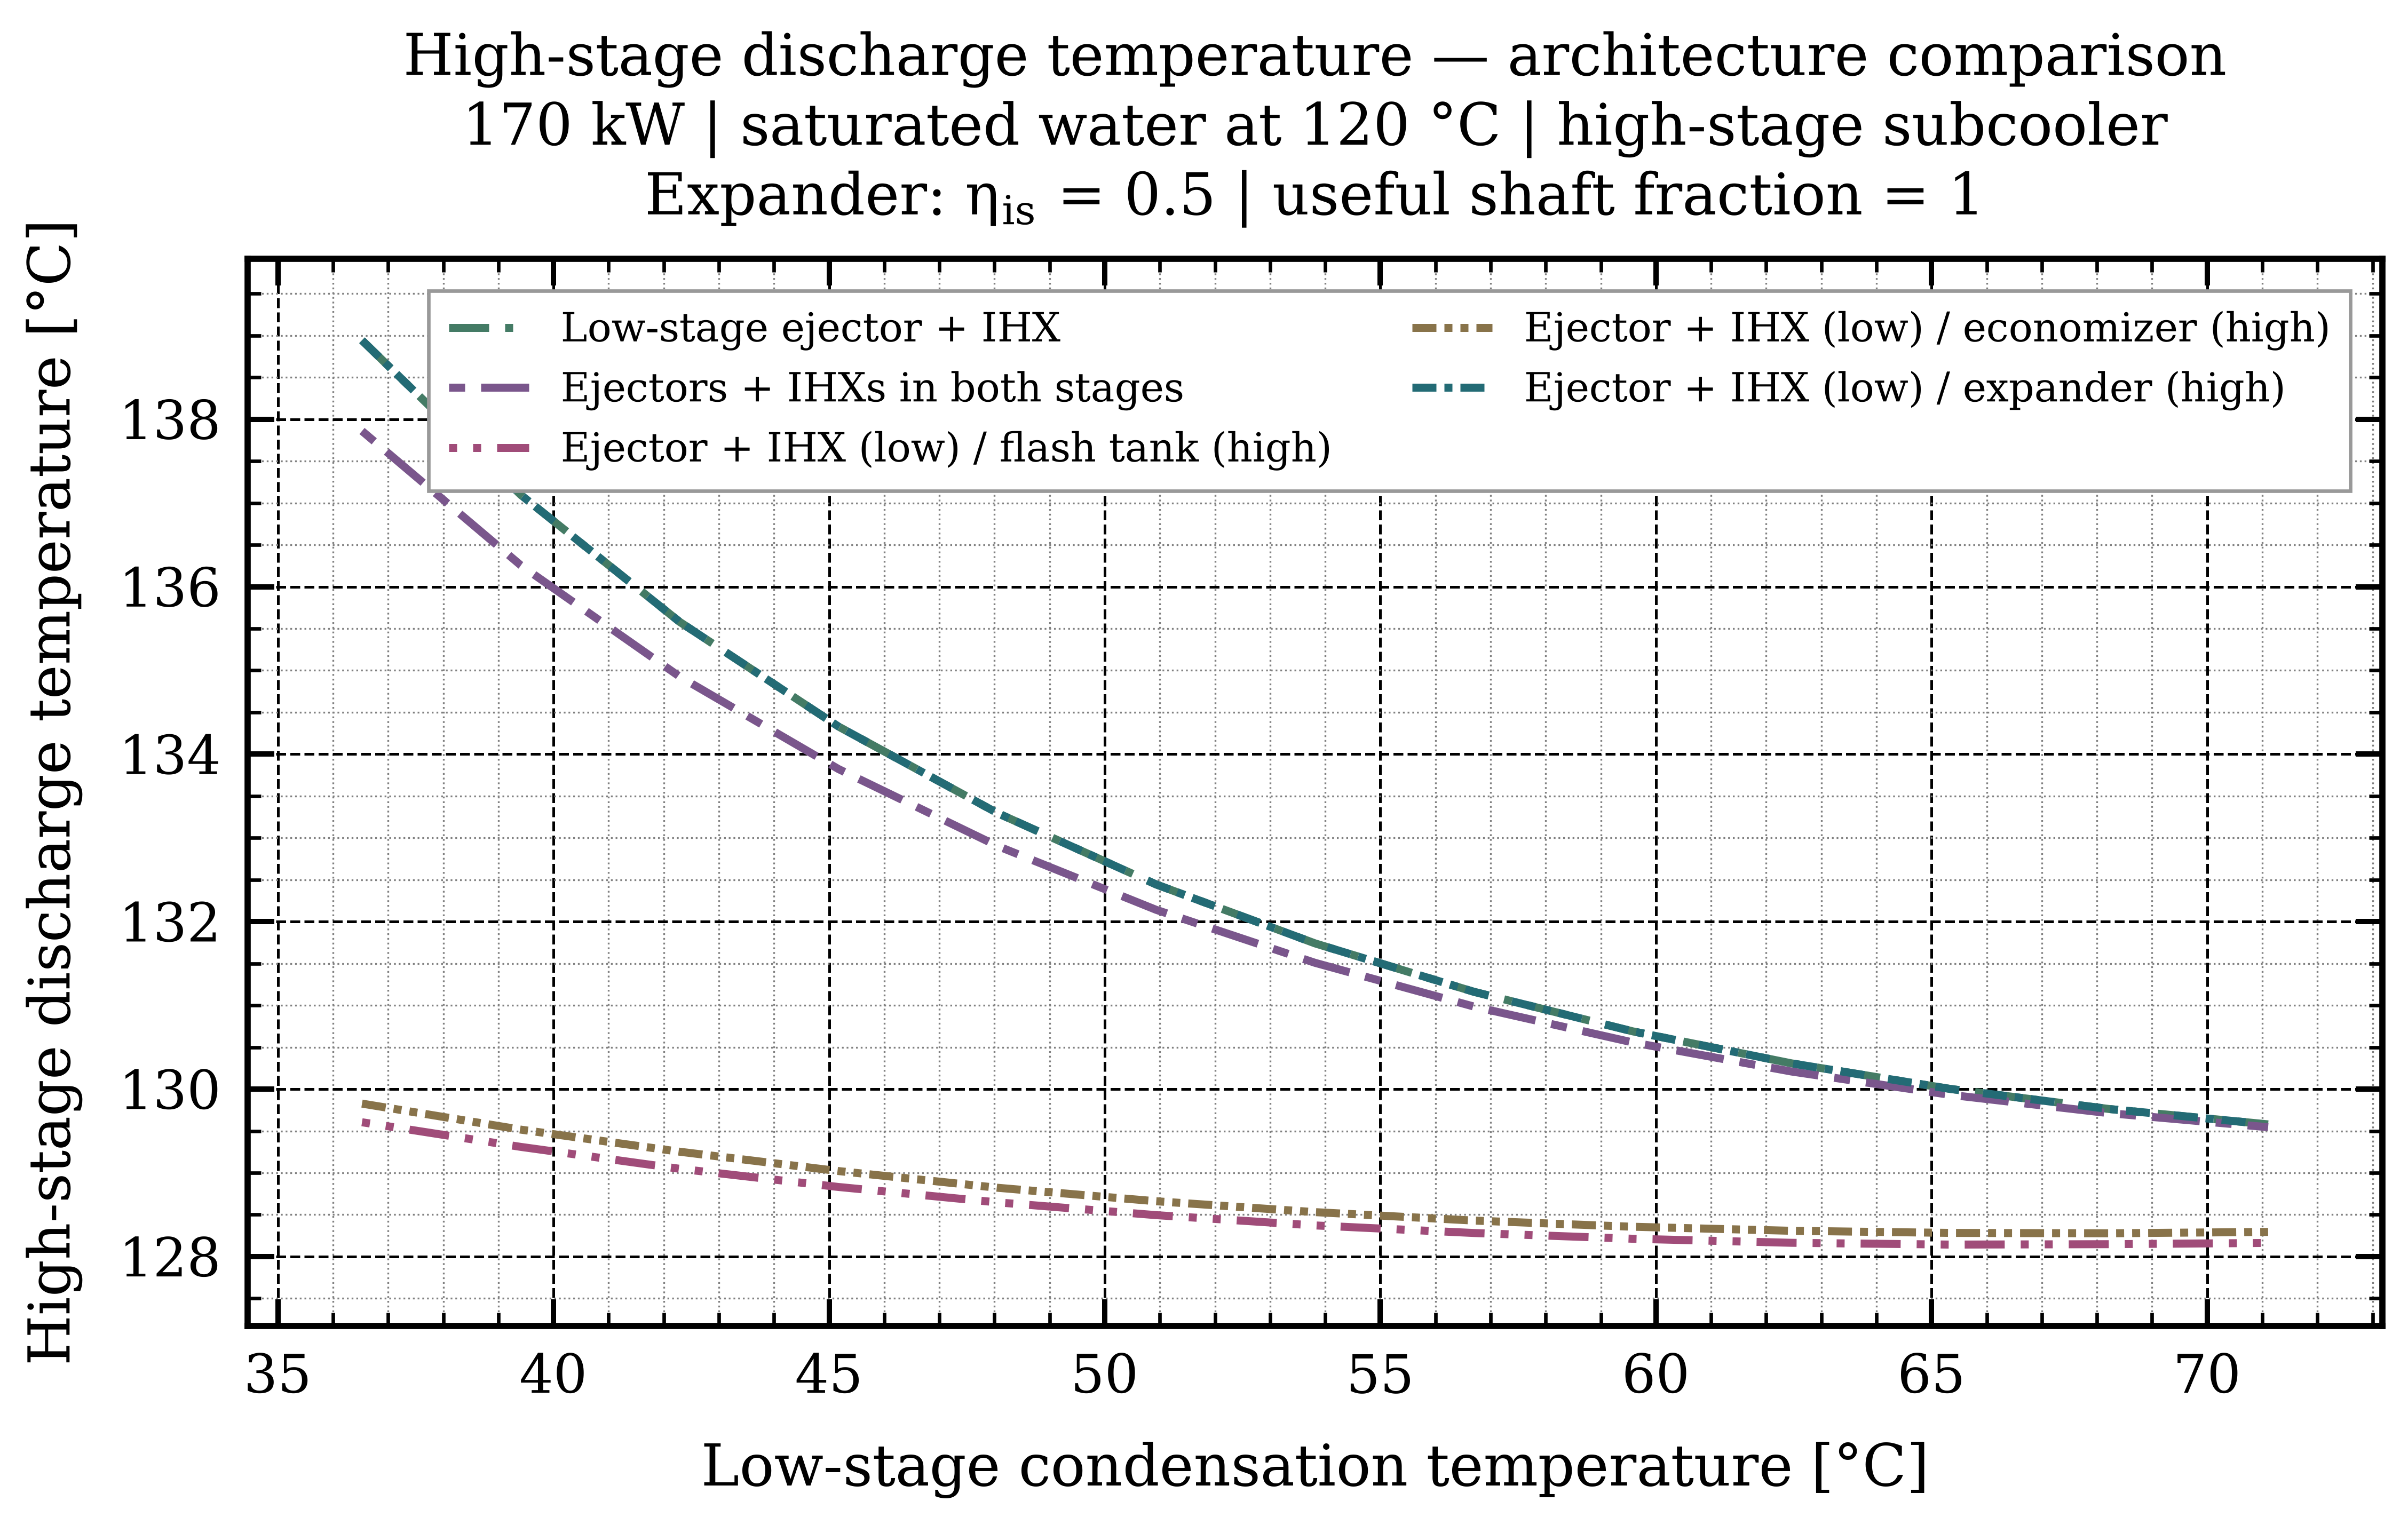 High-stage discharge temperature — architecture comparison
170 kW | saturated water at 120 °C | high-stage subcooler
Expander: ηis = 0.5 | useful shaft fraction = 1
High-stage discharge temperature [°C]
Low-stage ejector + IHX
Ejectors + IHXs in both stages
Ejector + IHX (low) / flash tank (high)
Ejector + IHX (low) / economizer (high)
Ejector + IHX (low) / expander (high)
138
136
134
132
130
128
35 40 45 50 55 60 65 70
Low-stage condensation temperature [°C]